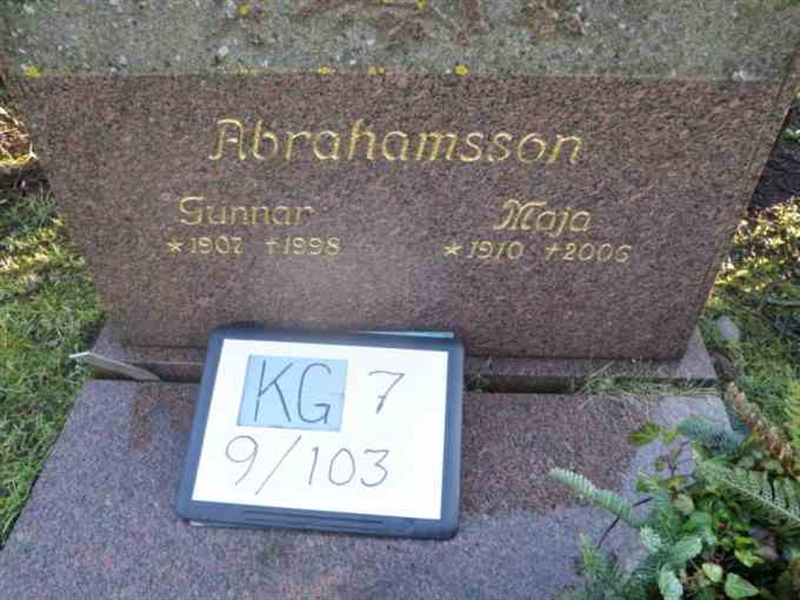 Abrahamsson
Gunnar Maja
*1907 †1998 *1910 †2006
KG 7
9/103